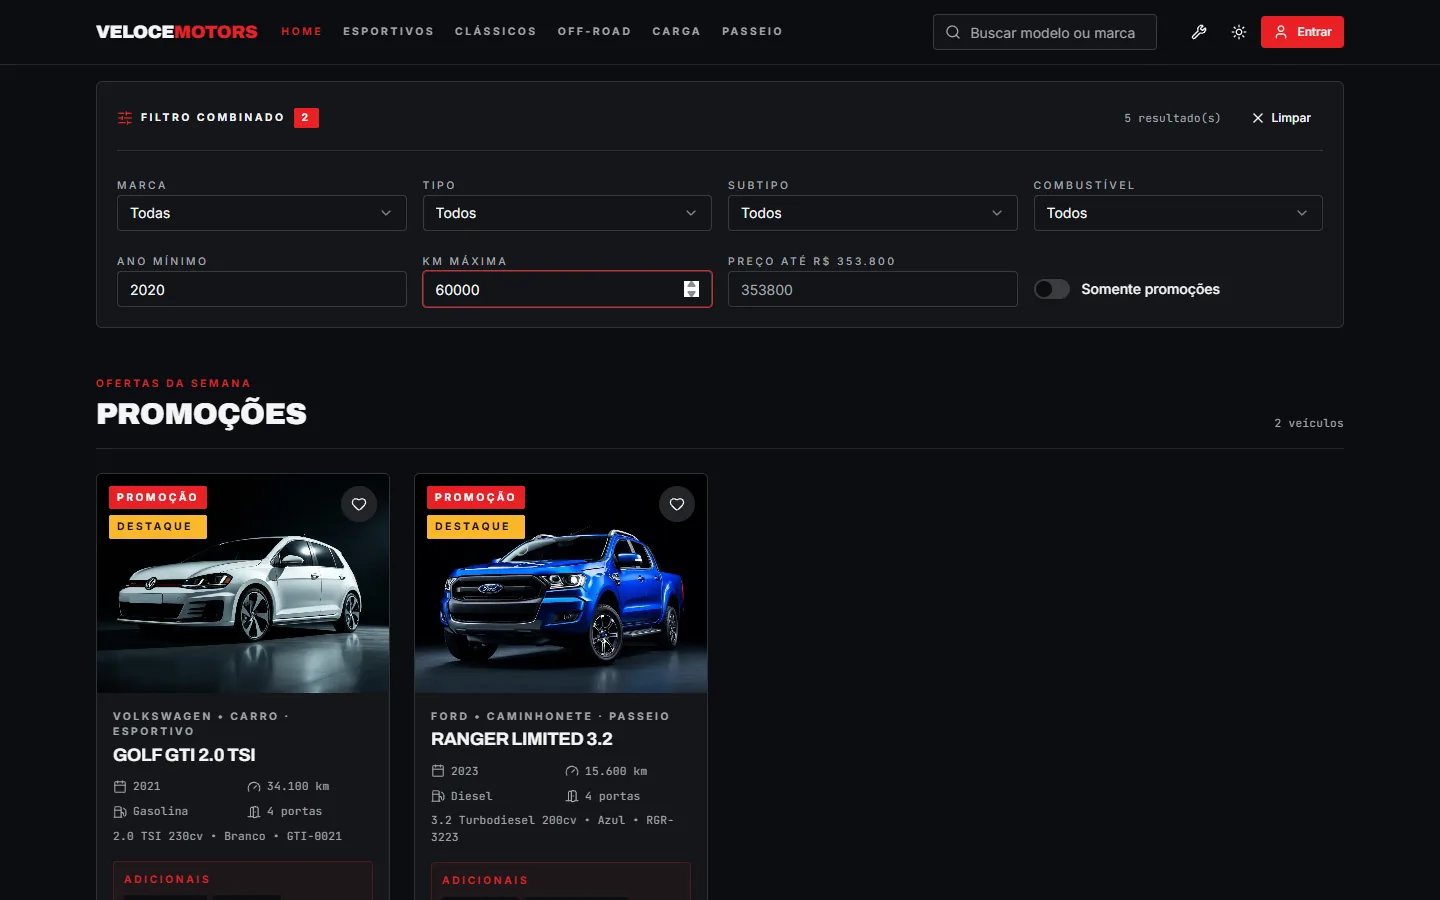 VELOCEMOTORS
HOME
ESPORTIVOS
CLÁSSICOS
OFF-ROAD
CARGA
PASSEIO
Buscar modelo ou marca
Entrar
FILTRO COMBINADO 2
5 resultado(s)
Limpar
MARCA
TIPO
SUBTIPO
COMBUSTÍVEL
Todas
Todos
Todos
Todos
ANO MÍNIMO
KM MÁXIMA
PREÇO ATÉ R$ 353.800
2020
60000
353800
Somente promoções
OFERTAS DA SEMANA
PROMOÇÕES
2 veículos
PROMOÇÃO
DESTAQUE
VOLKSWAGEN • CARRO ·
ESPORTIVO
GOLF GTI 2.0 TSI
2021
34.100 km
Gasolina
4 portas
2.0 TSI 230cv • Branco • GTI-0021
ADICIONAIS
PROMOÇÃO
DESTAQUE
FORD • CAMINHONETE · PASSEIO
RANGER LIMITED 3.2
2023
15.600 km
Diesel
4 portas
3.2 Turbodiesel 200cv • Azul • RGR-
3223
ADICIONAIS